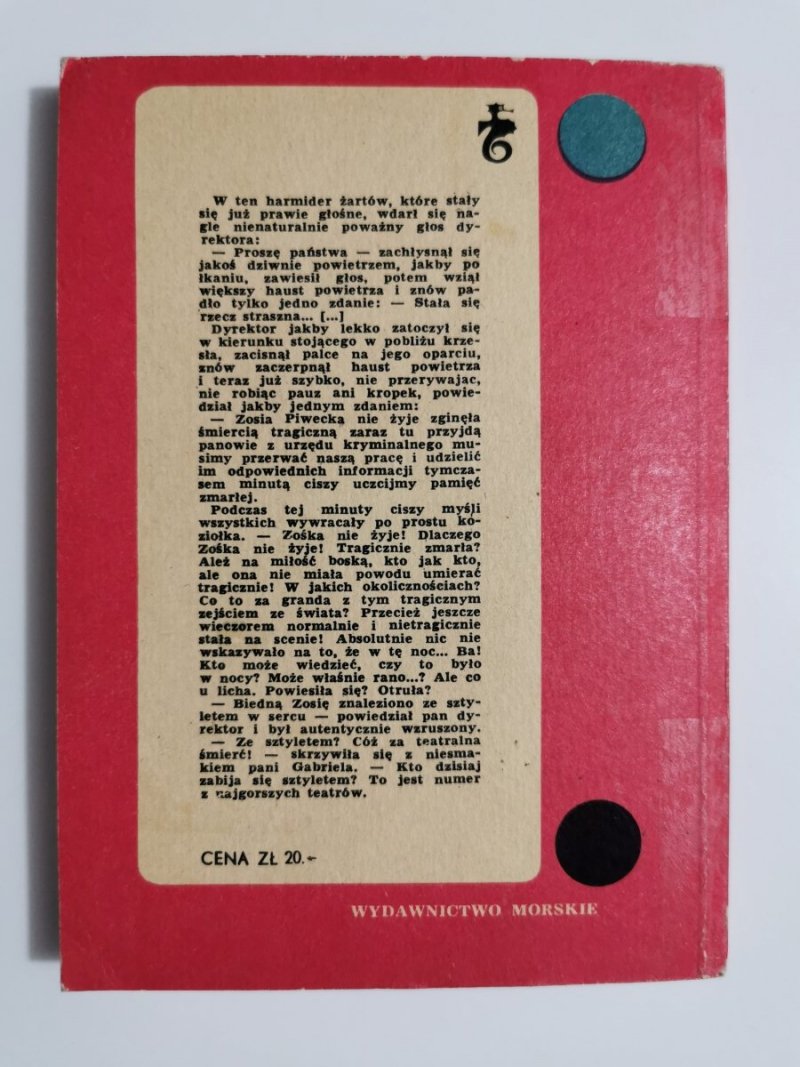 W ten harmider żartów, które stały
się już prawie głośne, wdarł się na-
gle nienaturalnie poważny głos dy-
rektora:
— Proszę państwa — zachłysnął się
jakoś dziwnie powietrzem, jakby po
łkaniu, zawiesił głos, potem wziął
większy haust powietrza i znów pa-
dło tylko jedno zdanie: — Stała się
rzecz straszna... [...]
Dyrektor jakby lekko zatoczył się
w kierunku stojącego w pobliżu krze-
sła, zacisnął palce na jego oparciu,
znów zaczerpnął haust powietrza
i teraz już szybko, nie przerywając,
nie robiąc pauz ani kropek, powie-
dział jakby jednym zdaniem:
— Zosia Piwecka nie żyje zginęła
śmiercią tragiczną zaraz tu przyjdą
panowie z urzędu kryminalnego mu-
simy przerwać naszą pracę i udzielić
im odpowiednich informacji tymcza-
sem minutą ciszy uczcijmy pamięć
zmarłej.
Podczas tej minuty ciszy myśli
wszystkich wywracały po prostu ko-
ziołka. — Zośka nie żyje! Dlaczego
Zośka nie żyje! Tragicznie zmarła?
Ależ na miłość boską, kto jak kto,
ale ona nie miała powodu umierać
tragicznie! W jakich okolicznościach?
Co to za granda z tym tragicznym
zejściem ze świata? Przecież jeszcze
wieczorem normalnie i nietragicznie
stała na scenie! Absolutnie nic nie
wskazywało na to, że w tę noc... Ba!
Kto może wiedzieć, czy to było
w nocy? Może właśnie rano...? Ale co
u licha. Powiesiła się? Otruła?
— Biedną Zosię znaleziono ze szty-
letem w sercu — powiedział pan dy-
rektor i był autentycznie wzruszony.
— Ze sztyletem? Cóż za teatralna
śmierć! — skrzywiła się z niesma-
kiem pani Gabriela. — Kto dzisiaj
zabija się sztyletem? To jest numer
z najgorszych teatrów.
CENA ZŁ 20.-
WYDAWNICTWO MORSKIE